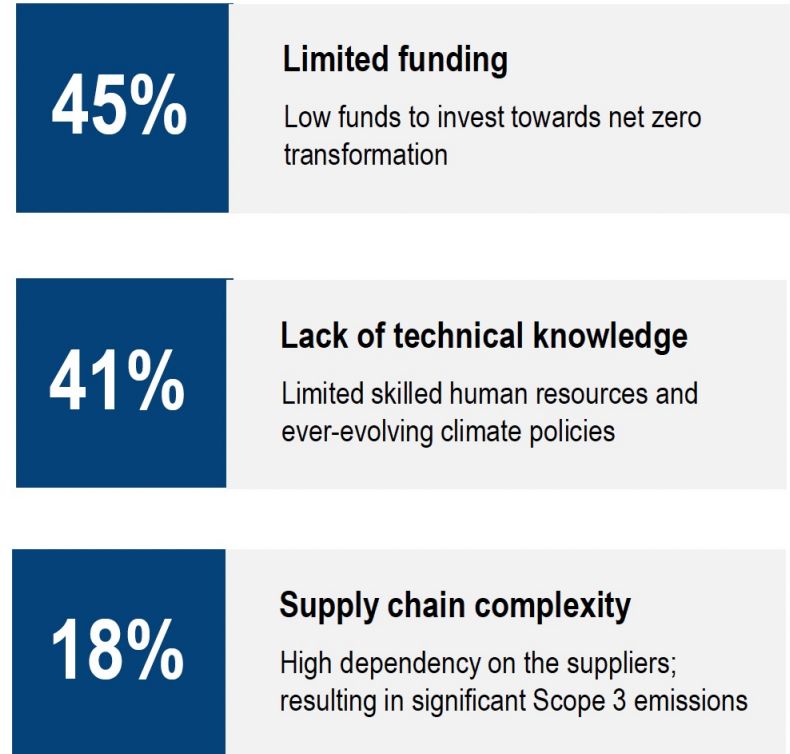 45%
Limited funding
Low funds to invest towards net zero
transformation
41%
Lack of technical knowledge
Limited skilled human resources and
ever-evolving climate policies
18%
Supply chain complexity
High dependency on the suppliers;
resulting in significant Scope 3 emissions